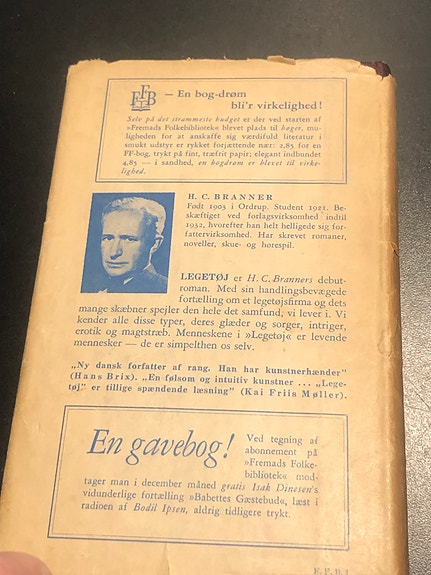 FFB
— En bog-drøm
bli'r virkelighed!
Selv på det strammeste budget er der ved starten af
»Fremads Folkebibliotek« blevet plads til bøger, mu-
ligheden for at anskaffe sig værdifuld literatur i
smukt udstyr er rykket forjættende nær: 2,85 for en
FF-bog, trykt på fint, træfrit papir; elegant indbundet
4,85 — i sandhed, en bogdrøm er blevet til virke-
lighed.
H. C. BRANNER
Født 1903 i Ordrup. Student 1921. Be-
skæftiget ved forlagsvirksomhed indtil
1932, hvorefter han helt helligede sig for-
fattervirksomhed. Har skrevet romaner,
noveller, skue- og hørespil.
LEGETØJ er H. C. Branners debut-
roman. Med sin handlingsbevægede
fortælling om et legetøjsfirma og dets
mange skæbner spejler den hele det samfund, vi lever i. Vi
kender alle disse typer, deres glæder og sorger, intriger,
erotik og magtstræb. Menneskene i »Legetøj« er levende
mennesker — de er simpelthen os selv.
„Ny dansk forfatter af rang. Han har kunstnerhænder"
(Hans Brix). „En følsom og intuitiv kunstner ... „Lege-
tøj" er tillige spændende læsning" (Kai Friis Møller).
En gavebog!
Ved tegning af
abonnement på
»Fremads Folke-
bibliotek« mod-
tager man i december måned gratis Isak Dinesen's
vidunderlige fortælling »Babettes Gæstebud«, læst i
radioen af Bodil Ipsen, aldrig tidligere trykt.
F. F. B. 1